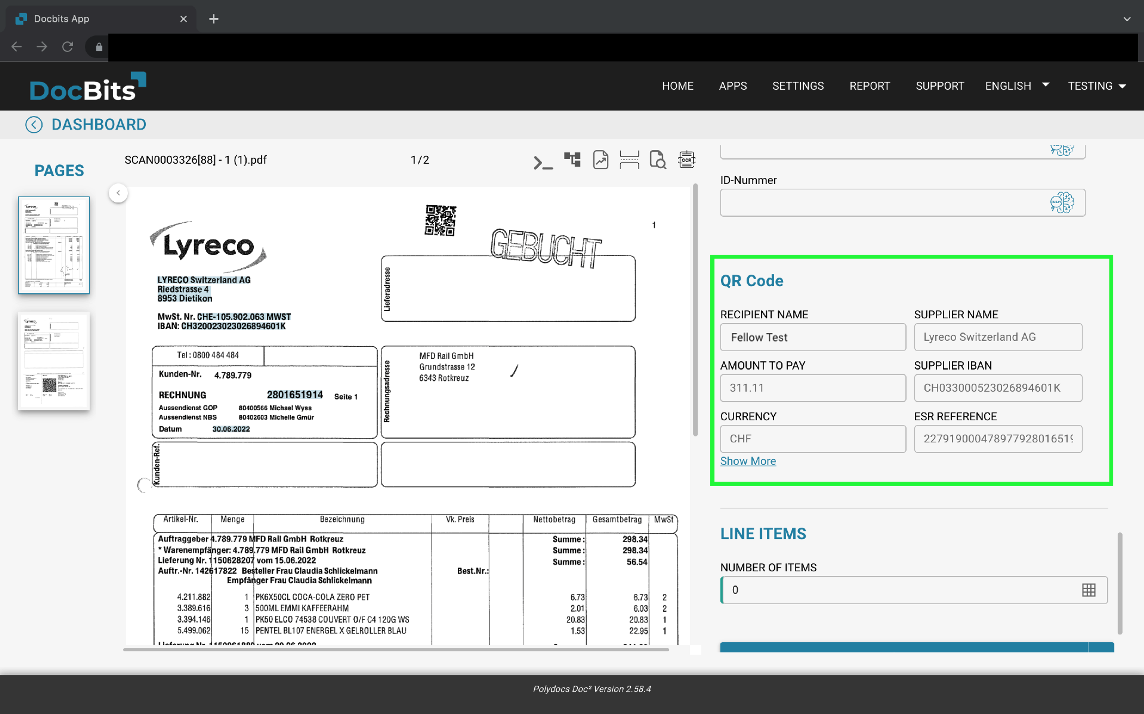 Docbits App
DocBits
HOME APPS SETTINGS REPORT SUPPORT ENGLISH TESTING
DASHBOARD
PAGES
SCAN0003326[88] - 1 (1).pdf
1/2
1
Lyreco
GEBUCHT
LYRECO Switzerland AG
Riedstrasse 4
8953 Dietikon
MwSt. Nr. CHE-105.902.063 MWST
IBAN: CH3200230230268946​01K
Lieferadresse
Tel : 0800 484 484
Kunden-Nr. 4.789.779
RECHNUNG 2801651914 Seite 1
Aussendienst GOP 80400566 Michael Wyss
Aussendienst NBS 80402603 Michelle Gmür
Datum 30.06.2022
Rechnungsadresse
MFD Rail GmbH
Grundstrasse 12
6343 Rotkreuz
Kunden-Ref.
Artikel-Nr. Menge Bezeichnung Vk. Preis Nettobetrag Gesamtbetrag MwSt
Auftraggeber 4.789.779 MFD Rail GmbH Rotkreuz Summe : 298.34
* Warenempfänger: 4.789.779 MFD Rail GmbH Rotkreuz Summe : 298.34
Lieferung Nr. 1150628207 vom 15.06.2022 Summe : 56.54
Auftr.-Nr. 142617822 Besteller Frau Claudia Schlickelmann Best.Nr.:
Empfänger Frau Claudia Schlickelmann
4.211.882 1 PK6X50CL COCA-COLA ZERO PET 6.73 6.73 2
3.389.616 3 500ML EMMI KAFFEERAHM 2.01 6.03 2
3.394.146 1 PK50 ELCO 74538 COUVERT O/F C4 120G WS 20.83 20.83 1
5.499.062 15 PENTEL BL107 ENERGEL X GELROLLER BLAU 1.53 22.95 1
ID-Nummer
QR Code
RECIPIENT NAME SUPPLIER NAME
Fellow Test Lyreco Switzerland AG
AMOUNT TO PAY SUPPLIER IBAN
311.11 CH033000523026894601K
CURRENCY ESR REFERENCE
CHF 227919000478977928016519
Show More
LINE ITEMS
NUMBER OF ITEMS
0
Polydocs Doc² Version 2.58.4